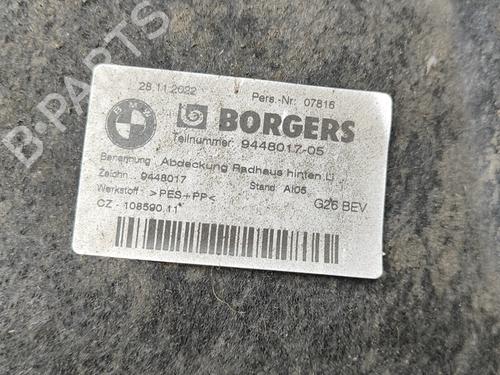 28.11.2022 Pers.-Nr: 07816
BMW BORGERS
Teilnummer: 9448017-05
Benennung Abdeckung Radhaus hinten Li
Zeichn. 9448017 Stand AI05
Werkstoff >PES+PP< G26 BEV
CZ - 108590.11*
B-PARTS